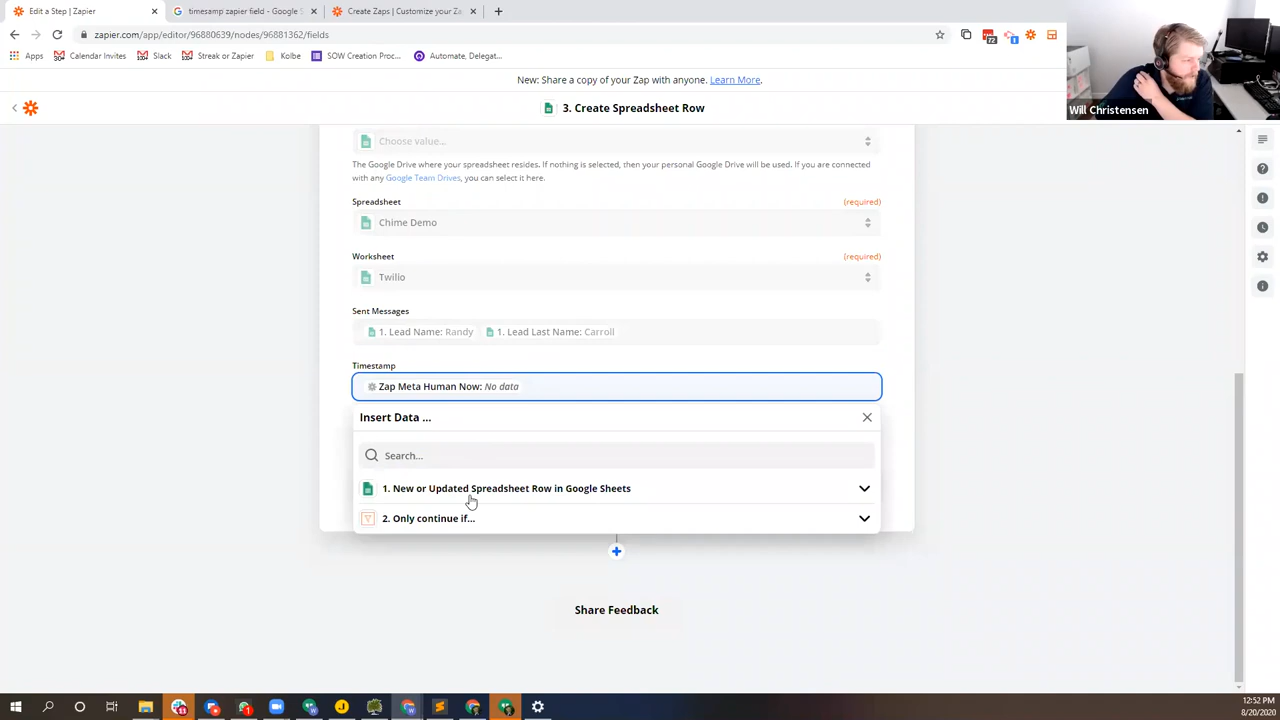 Edit a Step | Zapier
timesamp zapier field - Google S
Create Zaps | Customize your Za
zapier.com/app/editor/96880639/nodes/96881362/fields
72
1
Apps
Calendar Invites
Slack
Streak or Zapier
Kolbe
SOW Creation Proc...
Automate, Delegat...
Will Christensen
New: Share a copy of your Zap with anyone. Learn More.
3. Create Spreadsheet Row
Choose value...
The Google Drive where your spreadsheet resides. If nothing is selected, then your personal Google Drive will be used. If you are connected
with any Google Team Drives, you can select it here.
Spreadsheet (required)
Chime Demo
Worksheet (required)
Twilio
Sent Messages
1. Lead Name: Randy 1. Lead Last Name: Carroll
Timestamp
Zap Meta Human Now: No data
Insert Data ...
Search...
1. New or Updated Spreadsheet Row in Google Sheets
2. Only continue if...
Share Feedback
12:52 PM
8/20/2020